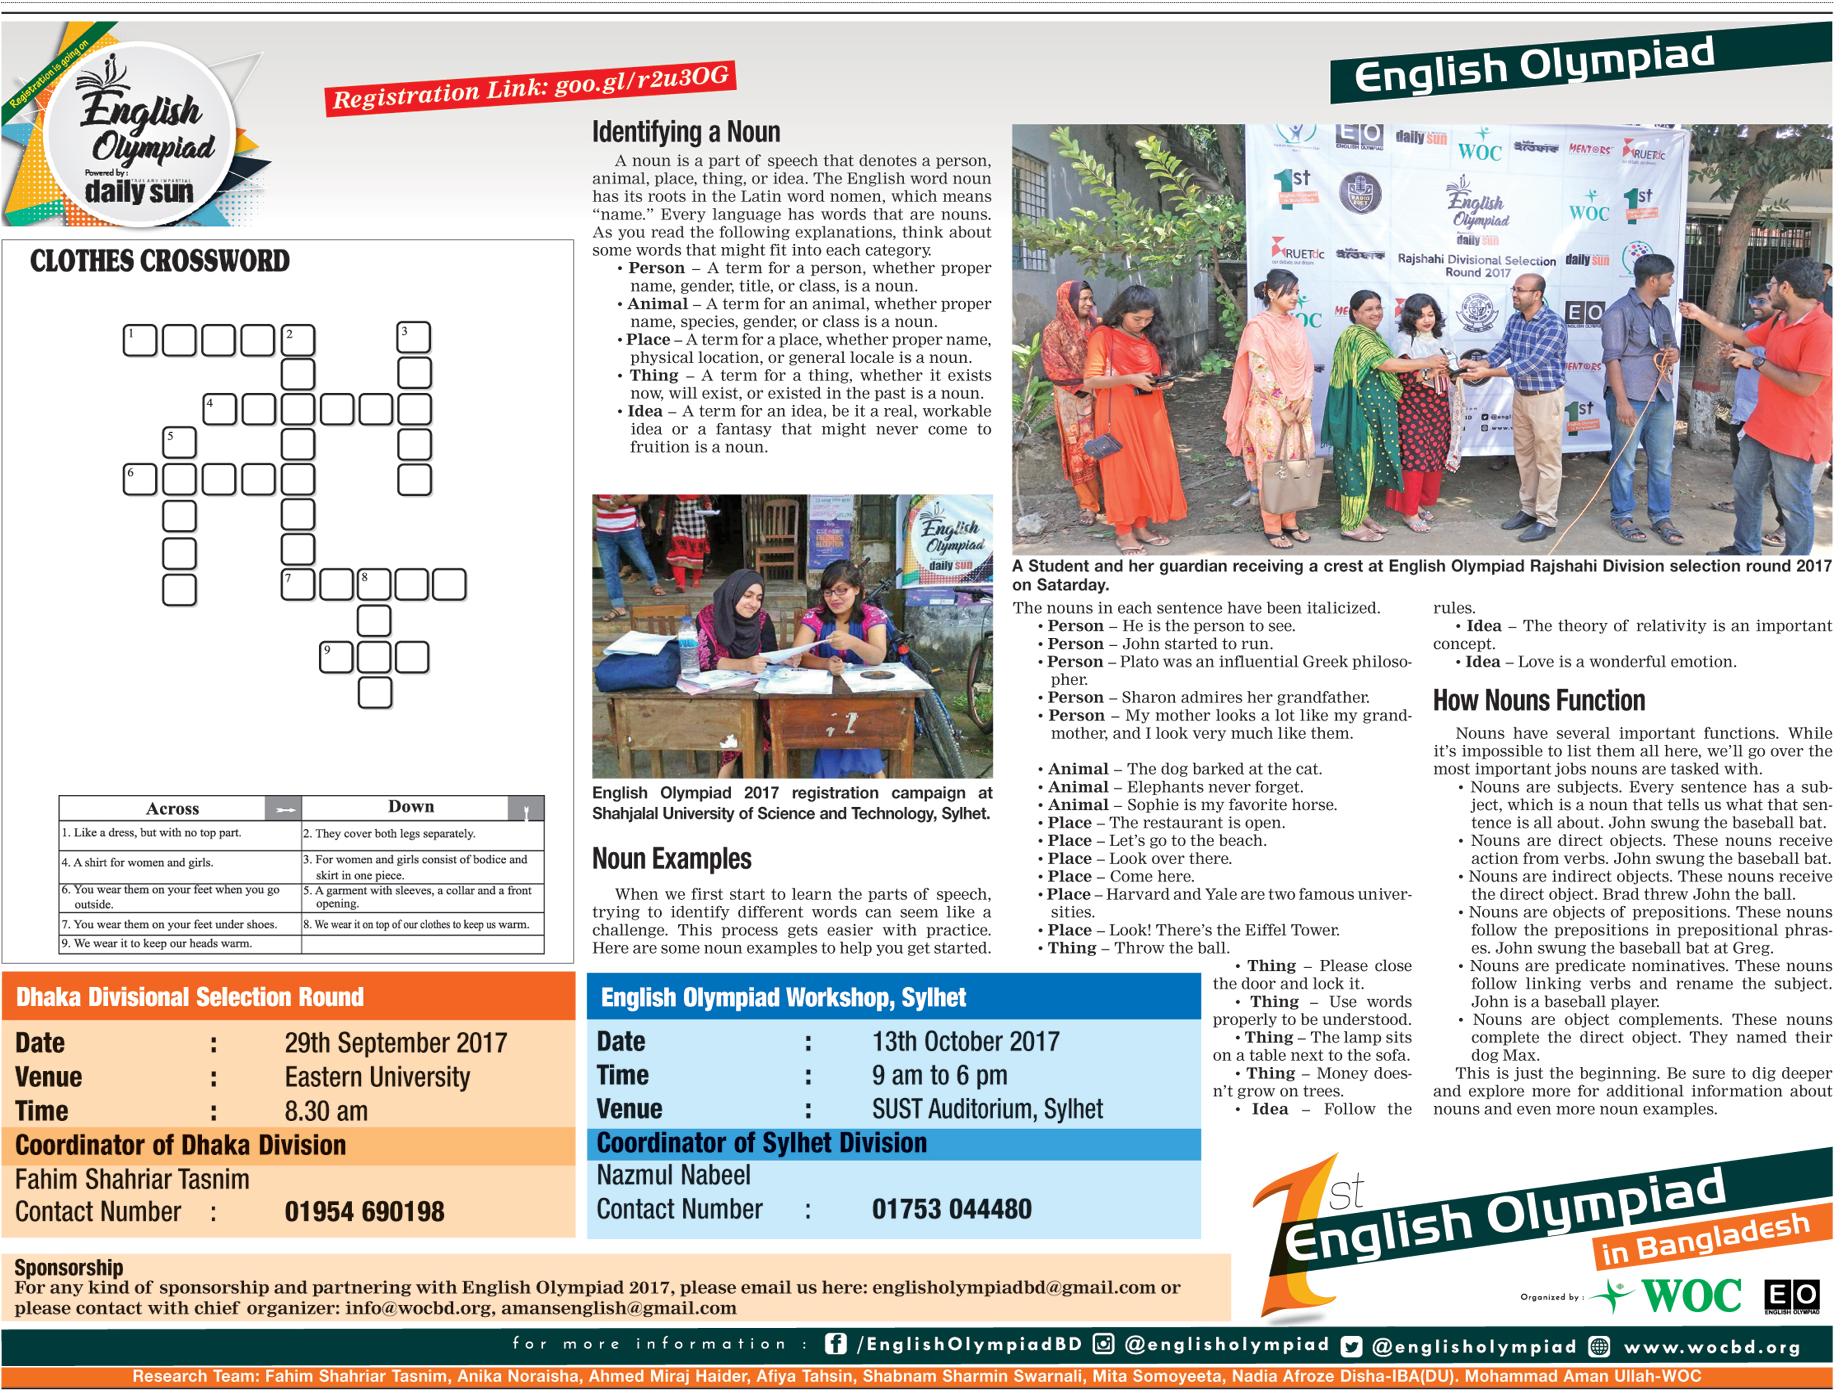 Registration is going on
English
Olympiad
Powered by :
daily sun
Registration Link: goo.gl/r2u3OG
English Olympiad
CLOTHES CROSSWORD
1
2
3
4
5
6
7
8
9
Across
Down
1. Like a dress, but with no top part.
2. They cover both legs separately.
4. A shirt for women and girls.
3. For women and girls consist of bodice and
skirt in one piece.
6. You wear them on your feet when you go
outside.
5. A garment with sleeves, a collar and a front
opening.
7. You wear them on your feet under shoes.
8. We wear it on top of our clothes to keep us warm.
9. We wear it to keep our heads warm.
Identifying a Noun
A noun is a part of speech that denotes a person,
animal, place, thing, or idea. The English word noun
has its roots in the Latin word nomen, which means
“name.” Every language has words that are nouns.
As you read the following explanations, think about
some words that might fit into each category.
• Person – A term for a person, whether proper
name, gender, title, or class, is a noun.
• Animal – A term for an animal, whether proper
name, species, gender, or class is a noun.
• Place – A term for a place, whether proper name,
physical location, or general locale is a noun.
• Thing – A term for a thing, whether it exists
now, will exist, or existed in the past is a noun.
• Idea – A term for an idea, be it a real, workable
idea or a fantasy that might never come to
fruition is a noun.
English
Olympiad
daily sun
English Olympiad 2017 registration campaign at
Shahjalal University of Science and Technology, Sylhet.
Noun Examples
When we first start to learn the parts of speech,
trying to identify different words can seem like a
challenge. This process gets easier with practice.
Here are some noun examples to help you get started.
EO
daily sun
WOC
MENTORS'
RUETDC
1st
English
Olympiad
daily sun
WOC
1st
RUETDC
Rajshahi Divisional Selection
Round 2017
daily sun
WOC
EO
MENTORS
1st
A Student and her guardian receiving a crest at English Olympiad Rajshahi Division selection round 2017
on Satarday.
The nouns in each sentence have been italicized.
• Person – He is the person to see.
• Person – John started to run.
• Person – Plato was an influential Greek philoso-
pher.
• Person – Sharon admires her grandfather.
• Person – My mother looks a lot like my grand-
mother, and I look very much like them.
• Animal – The dog barked at the cat.
• Animal – Elephants never forget.
• Animal – Sophie is my favorite horse.
• Place – The restaurant is open.
• Place – Let’s go to the beach.
• Place – Look over there.
• Place – Come here.
• Place – Harvard and Yale are two famous univer-
sities.
• Place – Look! There’s the Eiffel Tower.
• Thing – Throw the ball.
• Thing – Please close
the door and lock it.
• Thing – Use words
properly to be understood.
• Thing – The lamp sits
on a table next to the sofa.
• Thing – Money does-
n’t grow on trees.
• Idea – Follow the
rules.
• Idea – The theory of relativity is an important
concept.
• Idea – Love is a wonderful emotion.
How Nouns Function
Nouns have several important functions. While
it’s impossible to list them all here, we’ll go over the
most important jobs nouns are tasked with.
• Nouns are subjects. Every sentence has a sub-
ject, which is a noun that tells us what that sen-
tence is all about. John swung the baseball bat.
• Nouns are direct objects. These nouns receive
action from verbs. John swung the baseball bat.
• Nouns are indirect objects. These nouns receive
the direct object. Brad threw John the ball.
• Nouns are objects of prepositions. These nouns
follow the prepositions in prepositional phras-
es. John swung the baseball bat at Greg.
• Nouns are predicate nominatives. These nouns
follow linking verbs and rename the subject.
John is a baseball player.
• Nouns are object complements. These nouns
complete the direct object. They named their
dog Max.
This is just the beginning. Be sure to dig deeper
and explore more for additional information about
nouns and even more noun examples.
Dhaka Divisional Selection Round
Date : 29th September 2017
Venue : Eastern University
Time : 8.30 am
Coordinator of Dhaka Division
Fahim Shahriar Tasnim
Contact Number : 01954 690198
English Olympiad Workshop, Sylhet
Date : 13th October 2017
Time : 9 am to 6 pm
Venue : SUST Auditorium, Sylhet
Coordinator of Sylhet Division
Nazmul Nabeel
Contact Number : 01753 044480
Sponsorship
For any kind of sponsorship and partnering with English Olympiad 2017, please email us here: englisholympiadbd@gmail.com or
please contact with chief organizer: info@wocbd.org, amansenglish@gmail.com
1st
English Olympiad
in Bangladesh
Organized by : WOC EO
ENGLISH OLYMPIAD
for more information : /EnglishOlympiadBD @englisholympiad @englisholympiad www.wocbd.org
Research Team: Fahim Shahriar Tasnim, Anika Noraisha, Ahmed Miraj Haider, Afiya Tahsin, Shabnam Sharmin Swarnali, Mita Somoyeeta, Nadia Afroze Disha-IBA(DU). Mohammad Aman Ullah-WOC